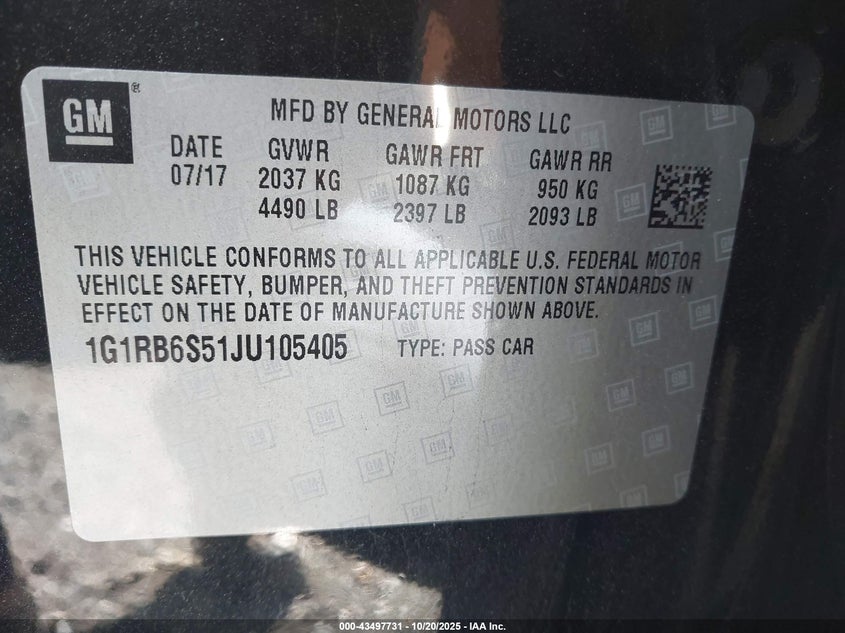 GM®
MFD BY GENERAL MOTORS LLC
DATE GVWR GAWR FRT GAWR RR
07/17 2037 KG 1087 KG 950 KG
4490 LB 2397 LB 2093 LB
THIS VEHICLE CONFORMS TO ALL APPLICABLE U.S. FEDERAL MOTOR
VEHICLE SAFETY, BUMPER, AND THEFT PREVENTION STANDARDS IN
EFFECT ON THE DATE OF MANUFACTURE SHOWN ABOVE.
1G1RB6S51JU105405 TYPE: PASS CAR
000-43497731 - 10/20/2025 - IAA Inc.